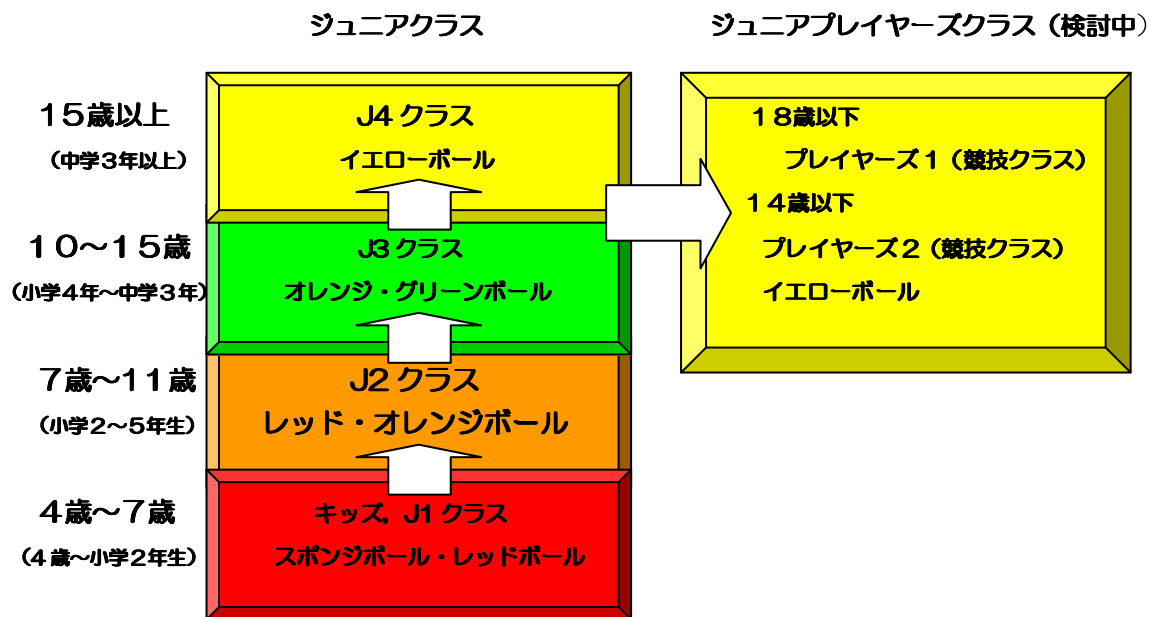 ジュニアクラス
ジュニアプレイヤーズクラス（検討中）
１５歳以上
（中学３年以上）
J4 クラス
イエローボール
１０～１５歳
（小学４年～中学３年）
J3 クラス
オレンジ・グリーンボール
７歳～１１歳
（小学２～５年生）
J2 クラス
レッド・オレンジボール
４歳～７歳
（４歳～小学２年生）
キッズ，J1 クラス
スポンジボール・レッドボール
１８歳以下
プレイヤーズ１（競技クラス）
１４歳以下
プレイヤーズ２（競技クラス）
イエローボール